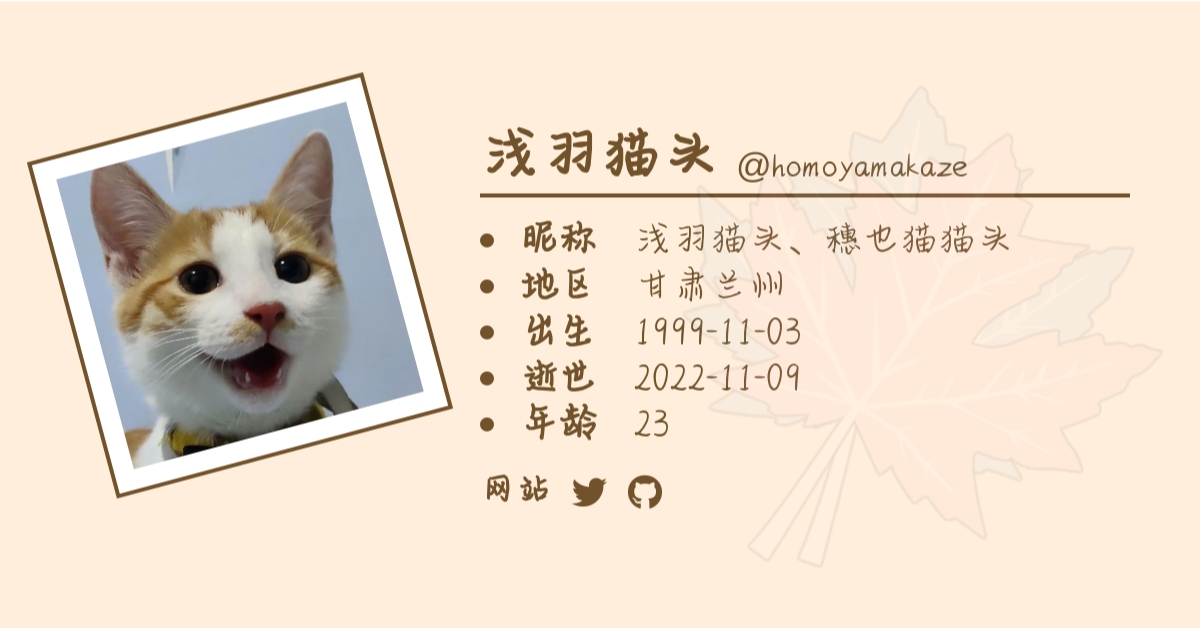 浅羽猫头 @homoyamakaze
昵称 浅羽猫头、穗也猫猫头
地区 甘肃兰州
出生 1999-11-03
逝世 2022-11-09
年龄 23
网站